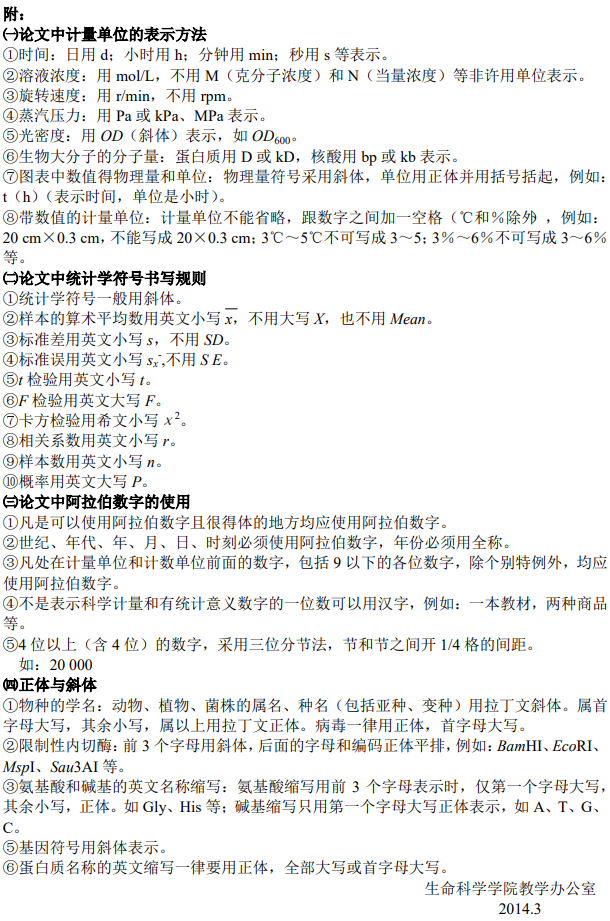 附：
㈠论文中计量单位的表示方法
①时间：日用 d；小时用 h；分钟用 min；秒用 s 等表示。
②溶液浓度：用 mol/L，不用 M（克分子浓度）和 N（当量浓度）等非许用单位表示。
③旋转速度：用 r/min，不用 rpm。
④蒸汽压力：用 Pa 或 kPa、MPa 表示。
⑤光密度：用 OD（斜体）表示，如 OD₆₀₀。
⑥生物大分子的分子量：蛋白质用 D 或 kD，核酸用 bp 或 kb 表示。
⑦图表中数值得物理量和单位：物理量符号采用斜体，单位用正体并用括号括起，例如：
t（h）（表示时间，单位是小时）。
⑧带数值的计量单位：计量单位不能省略，跟数字之间加一空格（℃和％除外），例如：
20 cm×0.3 cm，不能写成 20×0.3 cm；3℃～5℃不可写成 3～5；3％～6％不可写成 3～6％
等。
㈡论文中统计学符号书写规则
①统计学符号一般用斜体。
②样本的算术平均数用英文小写 x̄，不用大写 X，也不用 Mean。
③标准差用英文小写 s，不用 SD。
④标准误用英文小写 sₓ̄,不用 S E。
⑤t 检验用英文小写 t。
⑥F 检验用英文大写 F。
⑦卡方检验用希文小写 χ²。
⑧相关系数用英文小写 r。
⑨样本数用英文小写 n。
⑩概率用英文大写 P。
㈢论文中阿拉伯数字的使用
①凡是可以使用阿拉伯数字且很得体的地方均应使用阿拉伯数字。
②世纪、年代、年、月、日、时刻必须使用阿拉伯数字，年份必须用全称。
③凡处在计量单位和计数单位前面的数字，包括 9 以下的各位数字，除个别特例外，均应
使用阿拉伯数字。
④不是表示科学计量和有统计意义数字的一位数可以用汉字，例如：一本教材，两种商品
等。
⑤4 位以上（含 4 位）的数字，采用三位分节法，节和节之间开 1/4 格的间距。
如：20 000
㈣正体与斜体
①物种的学名：动物、植物、菌株的属名、种名（包括亚种、变种）用拉丁文斜体。属首
字母大写，其余小写，属以上用拉丁文正体。病毒一律用正体，首字母大写。
②限制性内切酶：前 3 个字母用斜体，后面的字母和编码正体平排，例如：BamHI、EcoRI、
MspI、Sau3AI 等。
③氨基酸和碱基的英文名称缩写：氨基酸缩写用前 3 个字母表示时，仅第一个字母大写，
其余小写，正体。如 Gly、His 等；碱基缩写只用第一个字母大写正体表示，如 A、T、G、
C。
⑤基因符号用斜体表示。
⑥蛋白质名称的英文缩写一律要用正体，全部大写或首字母大写。
生命科学学院教学办公室
2014.3